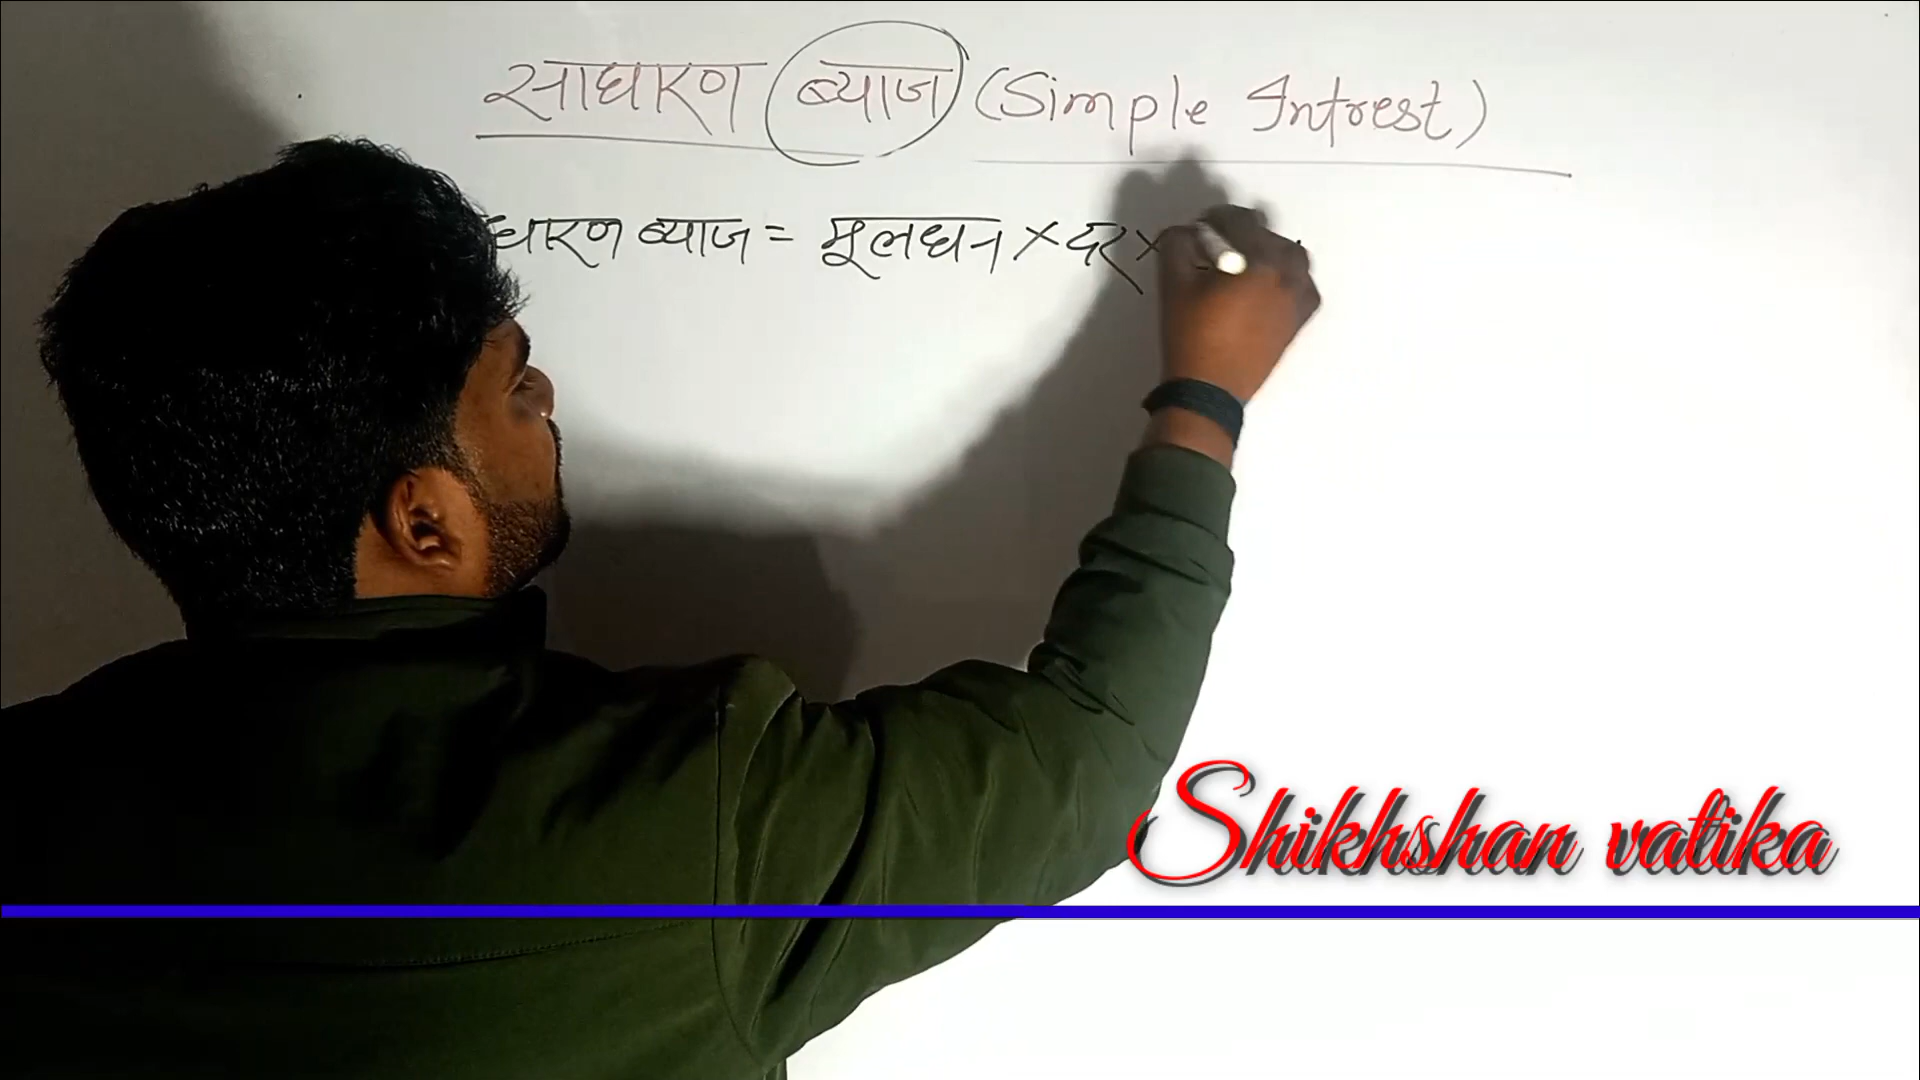 साधारण ब्याज (Simple Intrest)
धारण ब्याज = मूलधन × दर ×
Shikhshan vatika